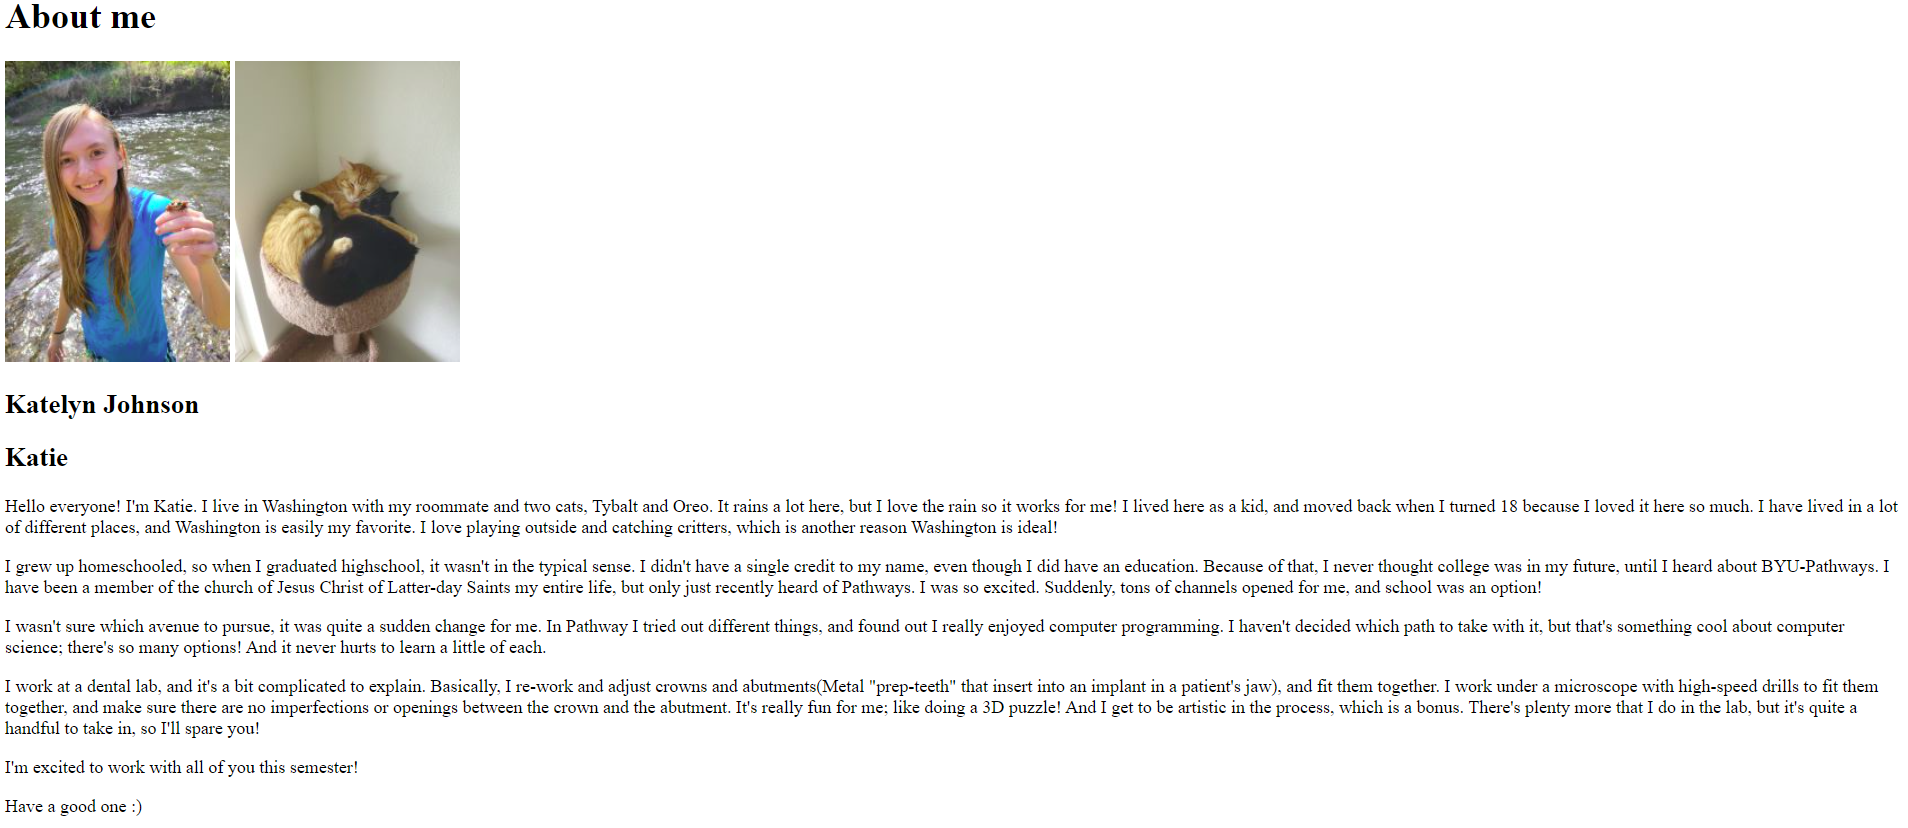 About me
Katelyn Johnson
Katie
Hello everyone! I'm Katie. I live in Washington with my roommate and two cats, Tybalt and Oreo. It rains a lot here, but I love the rain so it works for me! I lived here as a kid, and moved back when I turned 18 because I loved it here so much. I have lived in a lot
of different places, and Washington is easily my favorite. I love playing outside and catching critters, which is another reason Washington is ideal!
I grew up homeschooled, so when I graduated highschool, it wasn't in the typical sense. I didn't have a single credit to my name, even though I did have an education. Because of that, I never thought college was in my future, until I heard about BYU-Pathways. I
have been a member of the church of Jesus Christ of Latter-day Saints my entire life, but only just recently heard of Pathways. I was so excited. Suddenly, tons of channels opened for me, and school was an option!
I wasn't sure which avenue to pursue, it was quite a sudden change for me. In Pathway I tried out different things, and found out I really enjoyed computer programming. I haven't decided which path to take with it, but that's something cool about computer
science; there's so many options! And it never hurts to learn a little of each.
I work at a dental lab, and it's a bit complicated to explain. Basically, I re-work and adjust crowns and abutments(Metal "prep-teeth" that insert into an implant in a patient's jaw), and fit them together. I work under a microscope with high-speed drills to fit them
together, and make sure there are no imperfections or openings between the crown and the abutment. It's really fun for me; like doing a 3D puzzle! And I get to be artistic in the process, which is a bonus. There's plenty more that I do in the lab, but it's quite a
handful to take in, so I'll spare you!
I'm excited to work with all of you this semester!
Have a good one :)